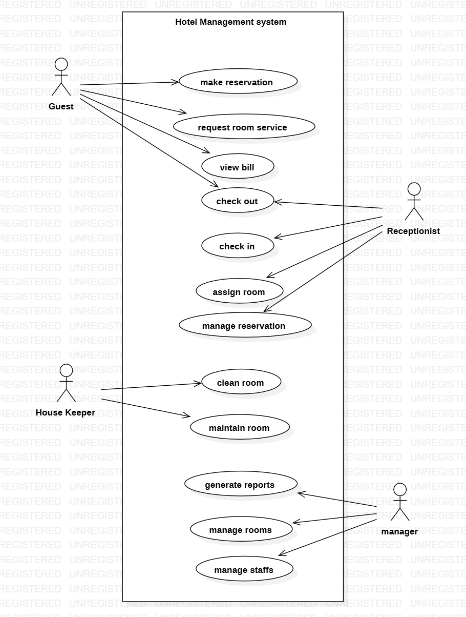 Hotel Management system
make reservation
Guest
request room service
view bill
check out
Receptionist
check in
assign room
manage reservation
clean room
House Keeper
maintain room
generate reports
manage rooms
manager
manage staffs
UNREGISTERED